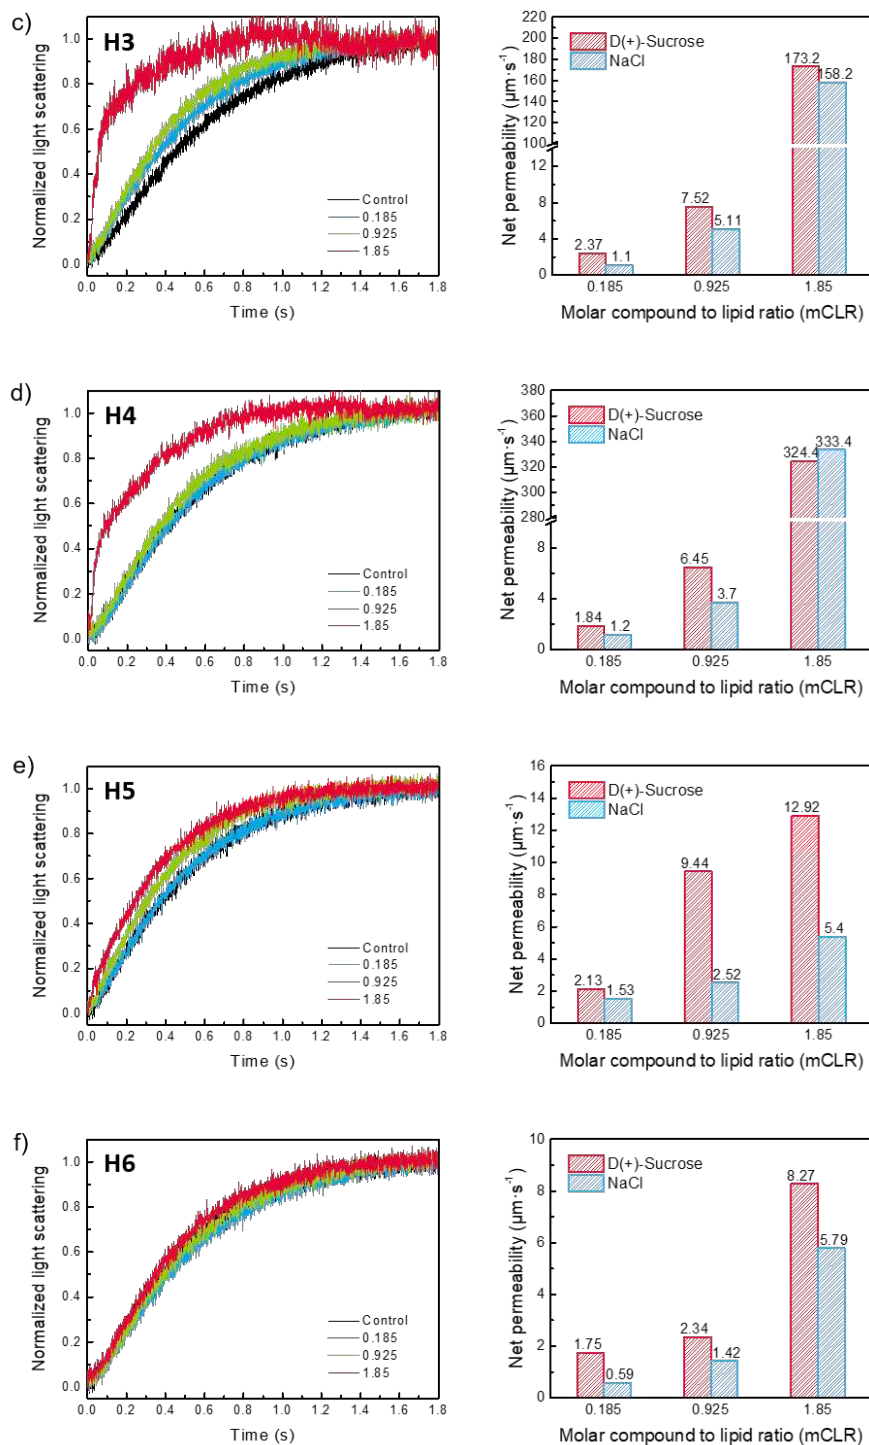 c)
H3
Normalized light scattering
1.0
0.8
0.6
0.4
0.2
0.0
Control
0.185
0.925
1.85
0.0 0.2 0.4 0.6 0.8 1.0 1.2 1.4 1.6 1.8
Time (s)
Net permeability (µm·s⁻¹)
220
200
180
160
140
120
100
12
8
4
0
D(+)-Sucrose
NaCl
2.37
1.1
7.52
5.11
173.2
158.2
0.185 0.925 1.85
Molar compound to lipid ratio (mCLR)
d)
H4
Normalized light scattering
1.0
0.8
0.6
0.4
0.2
0.0
Control
0.185
0.925
1.85
0.0 0.2 0.4 0.6 0.8 1.0 1.2 1.4 1.6 1.8
Time (s)
Net permeability (µm·s⁻¹)
380
360
340
320
300
280
8
4
0
D(+)-Sucrose
NaCl
1.84
1.2
6.45
3.7
324.4
333.4
0.185 0.925 1.85
Molar compound to lipid ratio (mCLR)
e)
H5
Normalized light scattering
1.0
0.8
0.6
0.4
0.2
0.0
Control
0.185
0.925
1.85
0.0 0.2 0.4 0.6 0.8 1.0 1.2 1.4 1.6 1.8
Time (s)
Net permeability (µm·s⁻¹)
16
14
12
10
8
6
4
2
0
D(+)-Sucrose
NaCl
2.13
1.53
9.44
2.52
12.92
5.4
0.185 0.925 1.85
Molar compound to lipid ratio (mCLR)
f)
H6
Normalized light scattering
1.0
0.8
0.6
0.4
0.2
0.0
Control
0.185
0.925
1.85
0.0 0.2 0.4 0.6 0.8 1.0 1.2 1.4 1.6 1.8
Time (s)
Net permeability (µm·s⁻¹)
10
8
6
4
2
0
D(+)-Sucrose
NaCl
1.75
0.59
2.34
1.42
8.27
5.79
0.185 0.925 1.85
Molar compound to lipid ratio (mCLR)